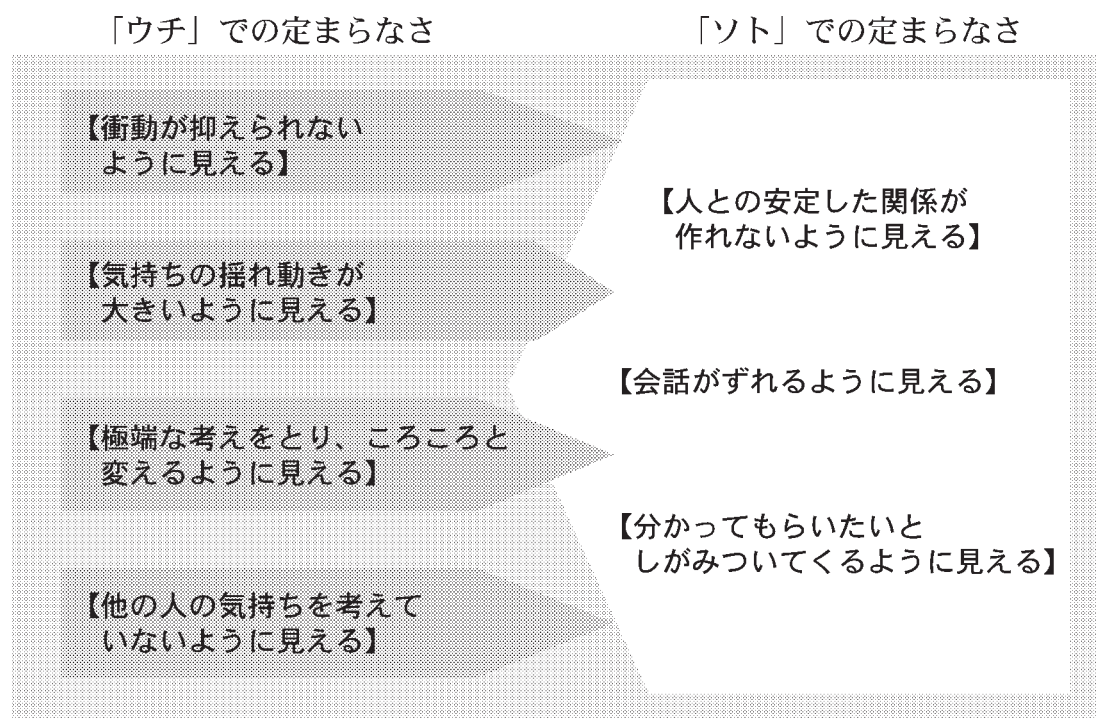 「ウチ」での定まらなさ
「ソト」での定まらなさ
【衝動が抑えられない
ように見える】
【気持ちの揺れ動きが
大きいように見える】
【極端な考えをとり、ころころと
変えるように見える】
【他の人の気持ちを考えて
いないように見える】
【人との安定した関係が
作れないように見える】
【会話がずれるように見える】
【分かってもらいたいと
しがみついてくるように見える】